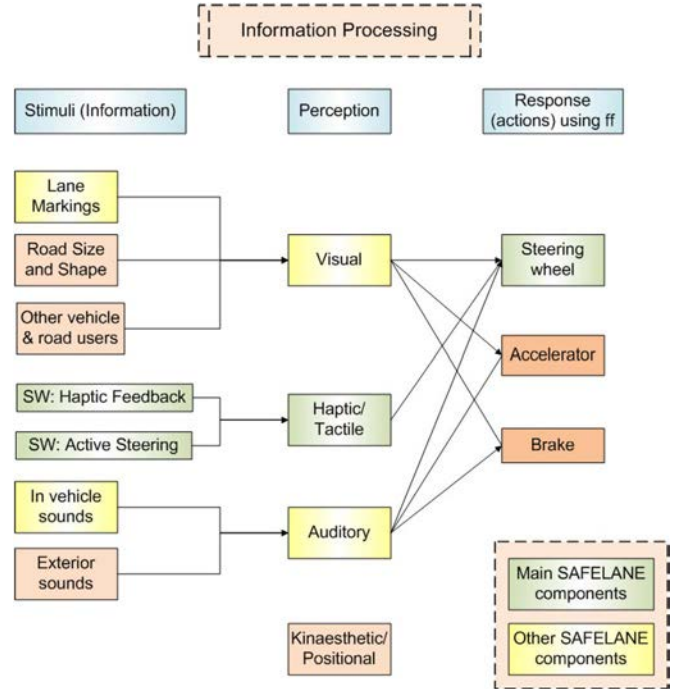 Information Processing
Stimuli (Information)
Perception
Response
(actions) using ff
Lane
Markings
Road Size
and Shape
Other vehicle
& road users
Visual
Steering
wheel
Accelerator
SW: Haptic Feedback
SW: Active Steering
Haptic/
Tactile
Brake
In vehicle
sounds
Exterior
sounds
Auditory
Kinaesthetic/
Positional
Main SAFELANE
components
Other SAFELANE
components